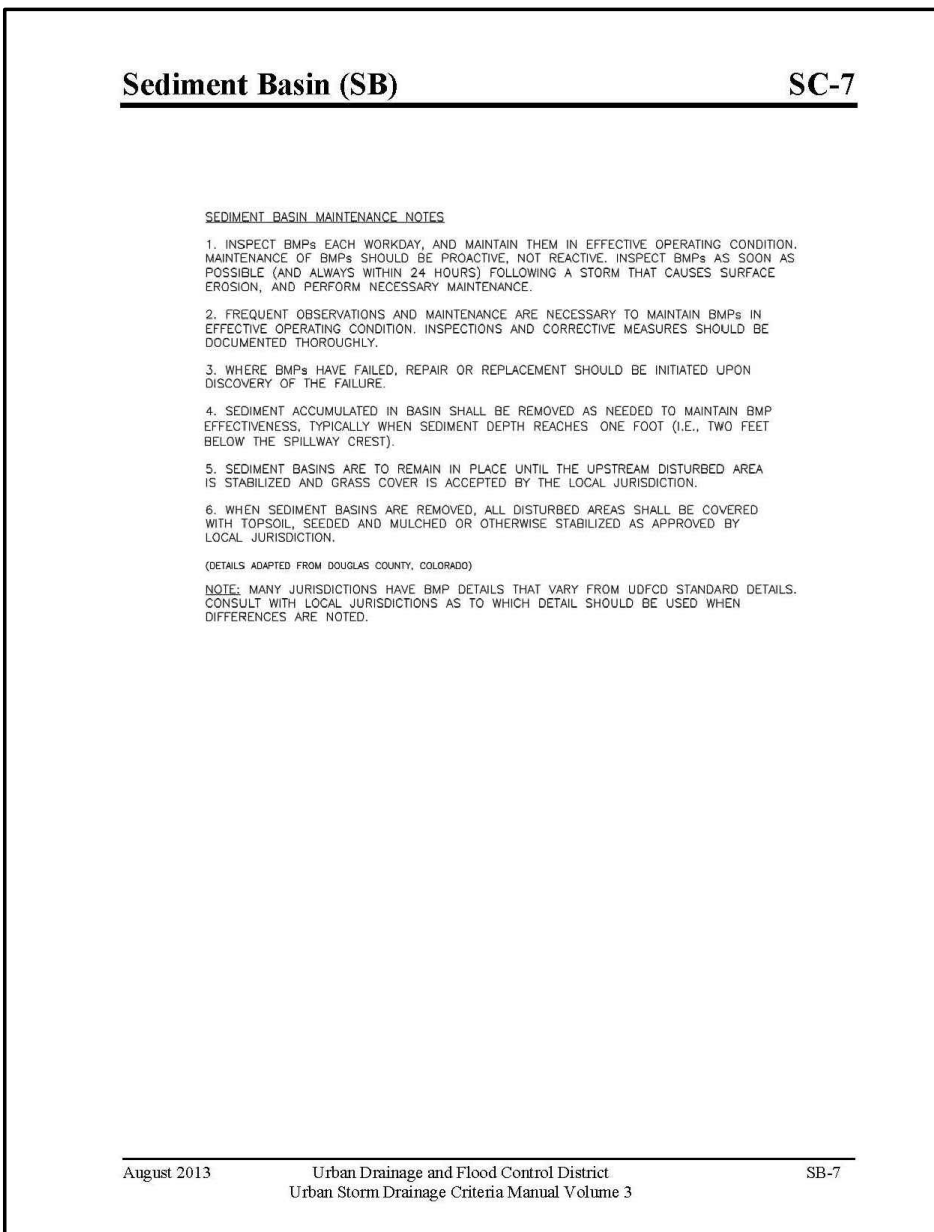 Sediment Basin (SB) SC-7
SEDIMENT BASIN MAINTENANCE NOTES
1. INSPECT BMPs EACH WORKDAY, AND MAINTAIN THEM IN EFFECTIVE OPERATING CONDITION.
MAINTENANCE OF BMPs SHOULD BE PROACTIVE, NOT REACTIVE. INSPECT BMPs AS SOON AS
POSSIBLE (AND ALWAYS WITHIN 24 HOURS) FOLLOWING A STORM THAT CAUSES SURFACE
EROSION, AND PERFORM NECESSARY MAINTENANCE.
2. FREQUENT OBSERVATIONS AND MAINTENANCE ARE NECESSARY TO MAINTAIN BMPs IN
EFFECTIVE OPERATING CONDITION. INSPECTIONS AND CORRECTIVE MEASURES SHOULD BE
DOCUMENTED THOROUGHLY.
3. WHERE BMPs HAVE FAILED, REPAIR OR REPLACEMENT SHOULD BE INITIATED UPON
DISCOVERY OF THE FAILURE.
4. SEDIMENT ACCUMULATED IN BASIN SHALL BE REMOVED AS NEEDED TO MAINTAIN BMP
EFFECTIVENESS, TYPICALLY WHEN SEDIMENT DEPTH REACHES ONE FOOT (I.E., TWO FEET
BELOW THE SPILLWAY CREST).
5. SEDIMENT BASINS ARE TO REMAIN IN PLACE UNTIL THE UPSTREAM DISTURBED AREA
IS STABILIZED AND GRASS COVER IS ACCEPTED BY THE LOCAL JURISDICTION.
6. WHEN SEDIMENT BASINS ARE REMOVED, ALL DISTURBED AREAS SHALL BE COVERED
WITH TOPSOIL, SEEDED AND MULCHED OR OTHERWISE STABILIZED AS APPROVED BY
LOCAL JURISDICTION.
(DETAILS ADAPTED FROM DOUGLAS COUNTY, COLORADO)
NOTE: MANY JURISDICTIONS HAVE BMP DETAILS THAT VARY FROM UDFCD STANDARD DETAILS.
CONSULT WITH LOCAL JURISDICTIONS AS TO WHICH DETAIL SHOULD BE USED WHEN
DIFFERENCES ARE NOTED.
August 2013 Urban Drainage and Flood Control District SB-7
Urban Storm Drainage Criteria Manual Volume 3